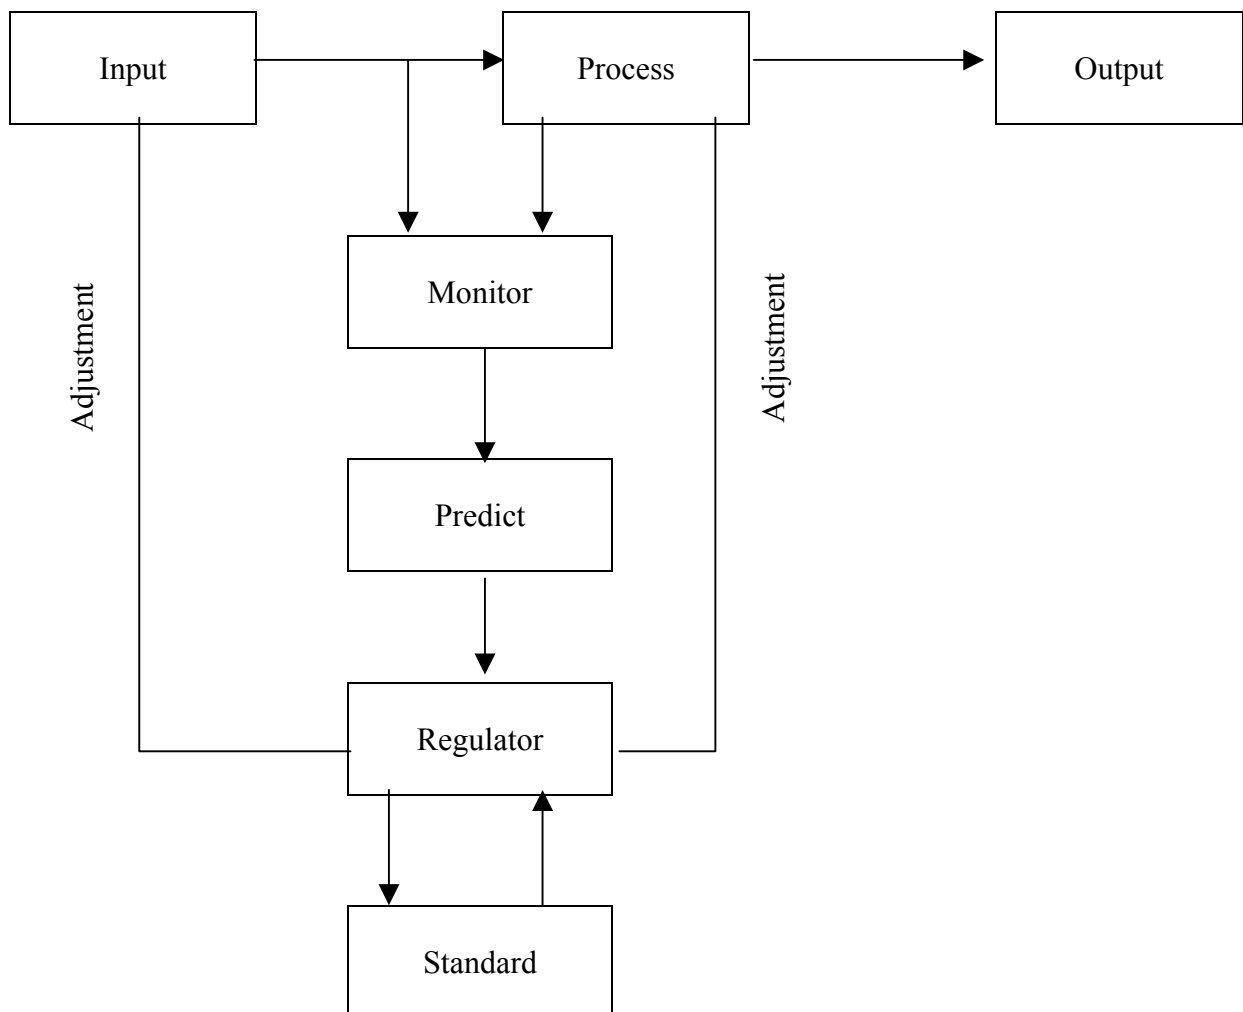 Input
Process
Output
Monitor
Adjustment
Adjustment
Predict
Regulator
Standard